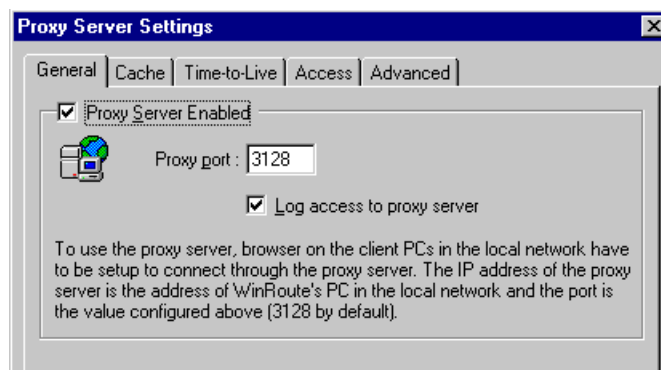 Proxy Server Settings
General Cache Time-to-Live Access Advanced
Proxy Server Enabled
Proxy port : 3128
Log access to proxy server
To use the proxy server, browser on the client PCs in the local network have
to be setup to connect through the proxy server. The IP address of the proxy
server is the address of WinRoute's PC in the local network and the port is
the value configured above (3128 by default).